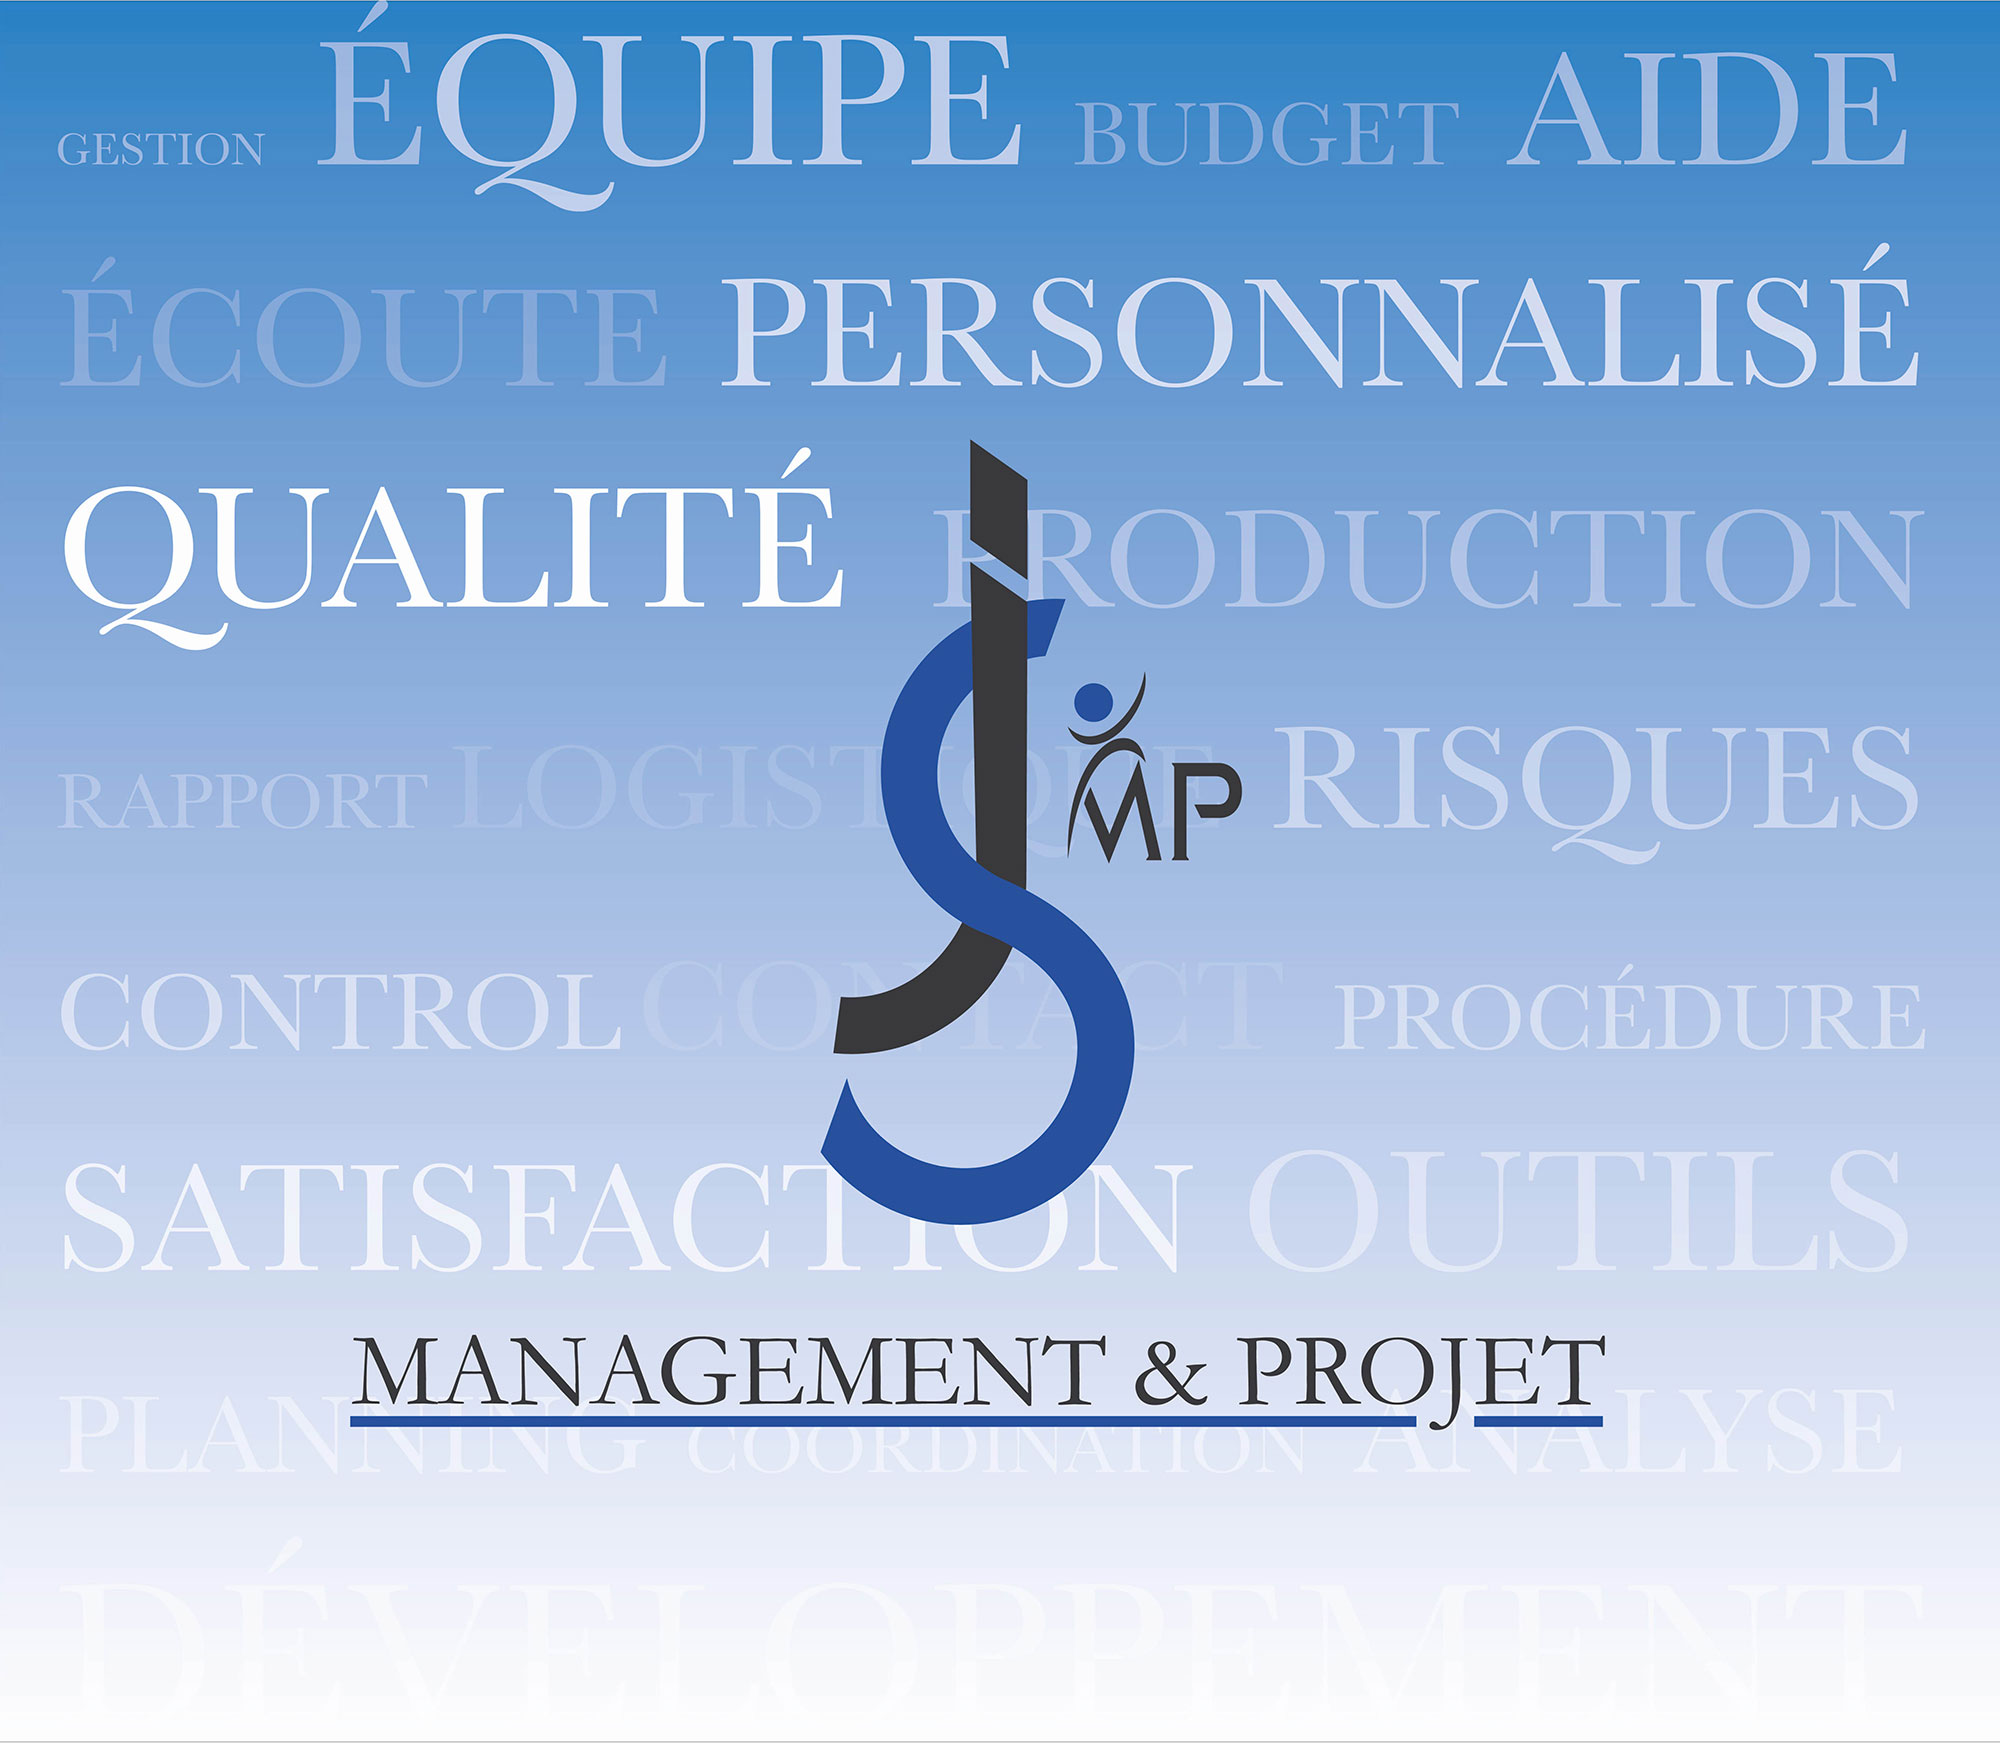 GESTION ÉQUIPE BUDGET AIDE
ÉCOUTE PERSONNALISÉ
QUALITÉ PRODUCTION
RAPPORT LOGISTIQUE RISQUES
JS MP
CONTROL CONTACT PROCÉDURE
SATISFACTION OUTILS
MANAGEMENT & PROJET
PLANNING COORDINATION ANALYSE
DÉVELOPPEMENT